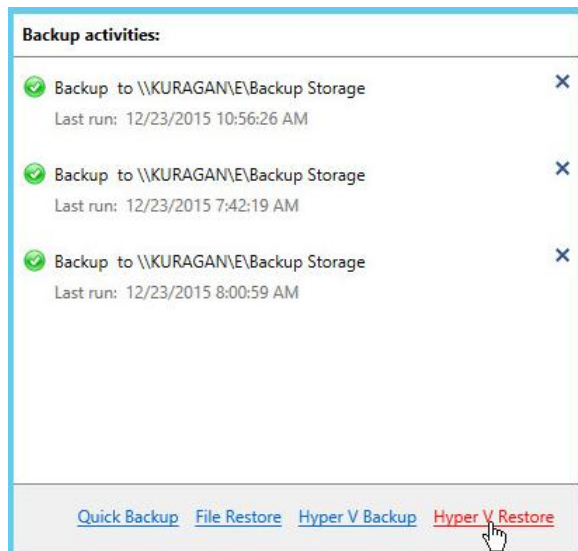 Backup activities:
Backup to \\KURAGAN\E\Backup Storage
Last run: 12/23/2015 10:56:26 AM
Backup to \\KURAGAN\E\Backup Storage
Last run: 12/23/2015 7:42:19 AM
Backup to \\KURAGAN\E\Backup Storage
Last run: 12/23/2015 8:00:59 AM
Quick Backup File Restore Hyper V Backup Hyper V Restore